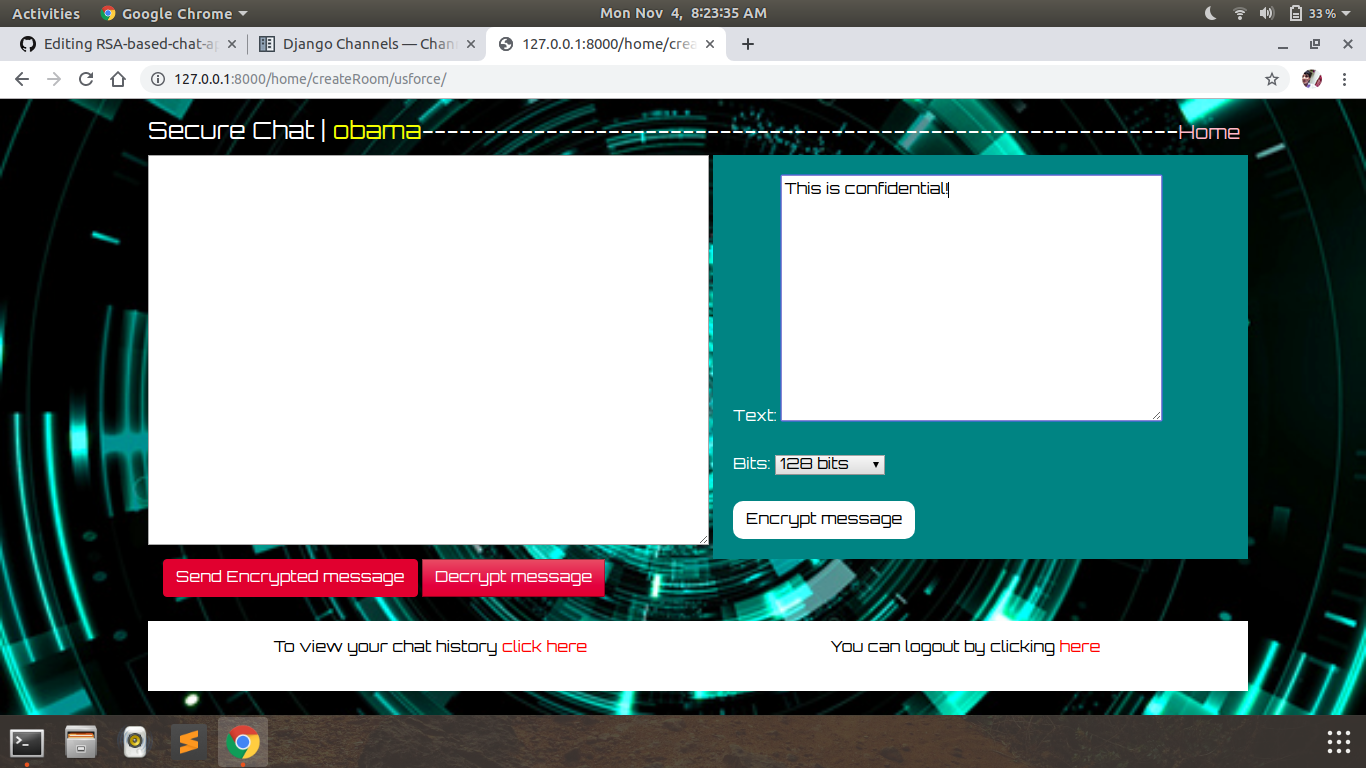 Activities Google Chrome Mon Nov 4, 8:23:35 AM 33%
Editing RSA-based-chat-ap Django Channels — Chan 127.0.0.1:8000/home/crea
127.0.0.1:8000/home/createRoom/usforce/
Secure Chat | obama------------------------------------------------------------Home
This is confidential!
Text:
Bits: 128 bits
Encrypt message
Send Encrypted message Decrypt message
To view your chat history click here You can logout by clicking here